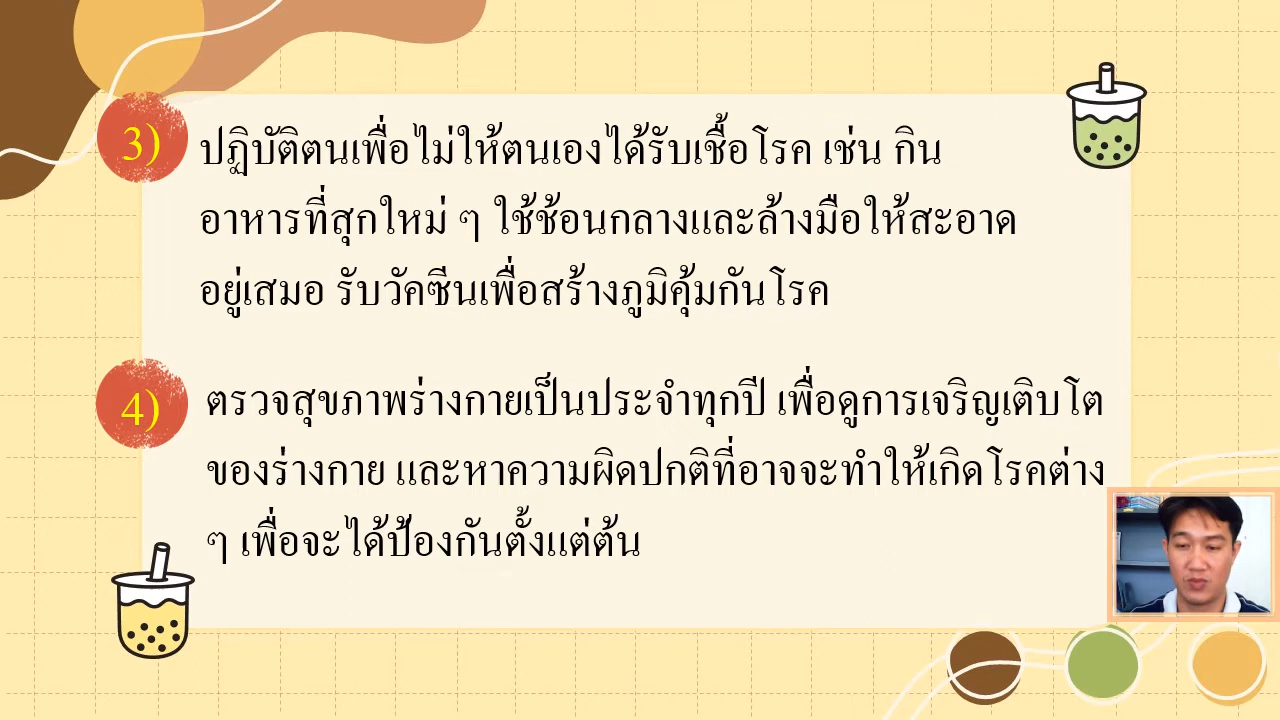 3) ปฏิบัติตนเพื่อไม่ให้ตนเองได้รับเชื้อโรค เช่น กิน
อาหารที่สุกใหม่ ๆ ใช้ช้อนกลางและล้างมือให้สะอาด
อยู่เสมอ รับวัคซีนเพื่อสร้างภูมิคุ้มกันโรค
4) ตรวจสุขภาพร่างกายเป็นประจำทุกปี เพื่อดูการเจริญเติบโต
ของร่างกาย และหาความผิดปกติที่อาจจะทำให้เกิดโรคต่าง
ๆ เพื่อจะได้ป้องกันตั้งแต่ต้น